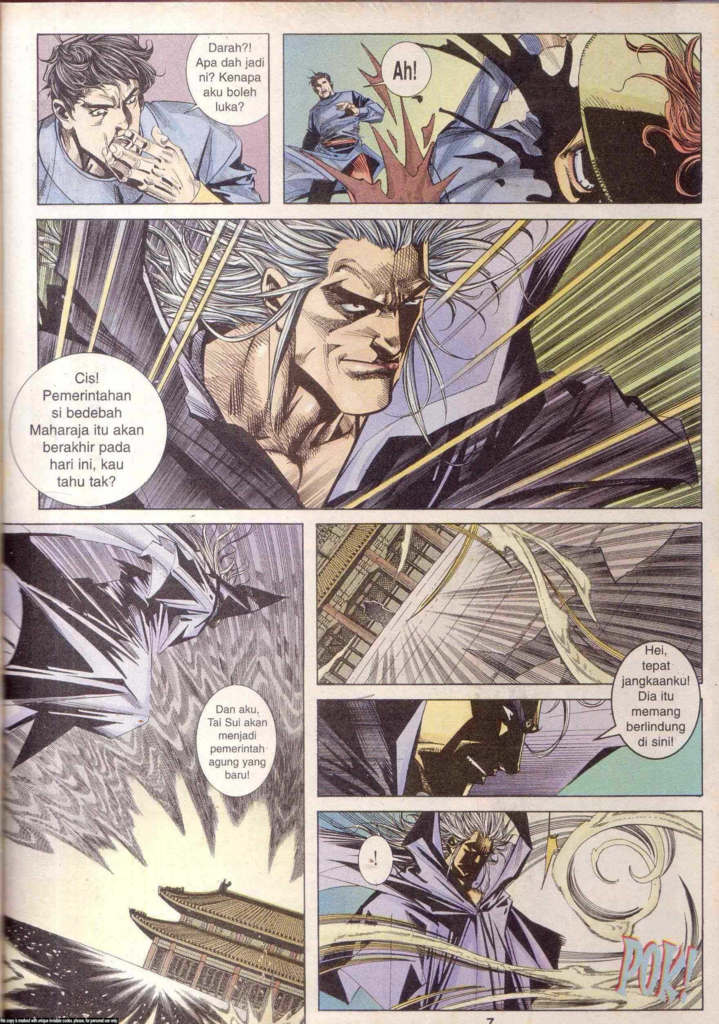 Darah?!
Apa dah jadi
ni? Kenapa
aku boleh
luka?
Ah!
Cis!
Pemerintahan
si bedebah
Maharaja itu akan
berakhir pada
hari ini, kau
tahu tak?
Dan aku,
Tai Sui akan
menjadi
pemerintah
agung yang
baru!
Hei,
tepat
jangkaanku!
Dia itu
memang
berlindung
di sini!
!
POK!
7